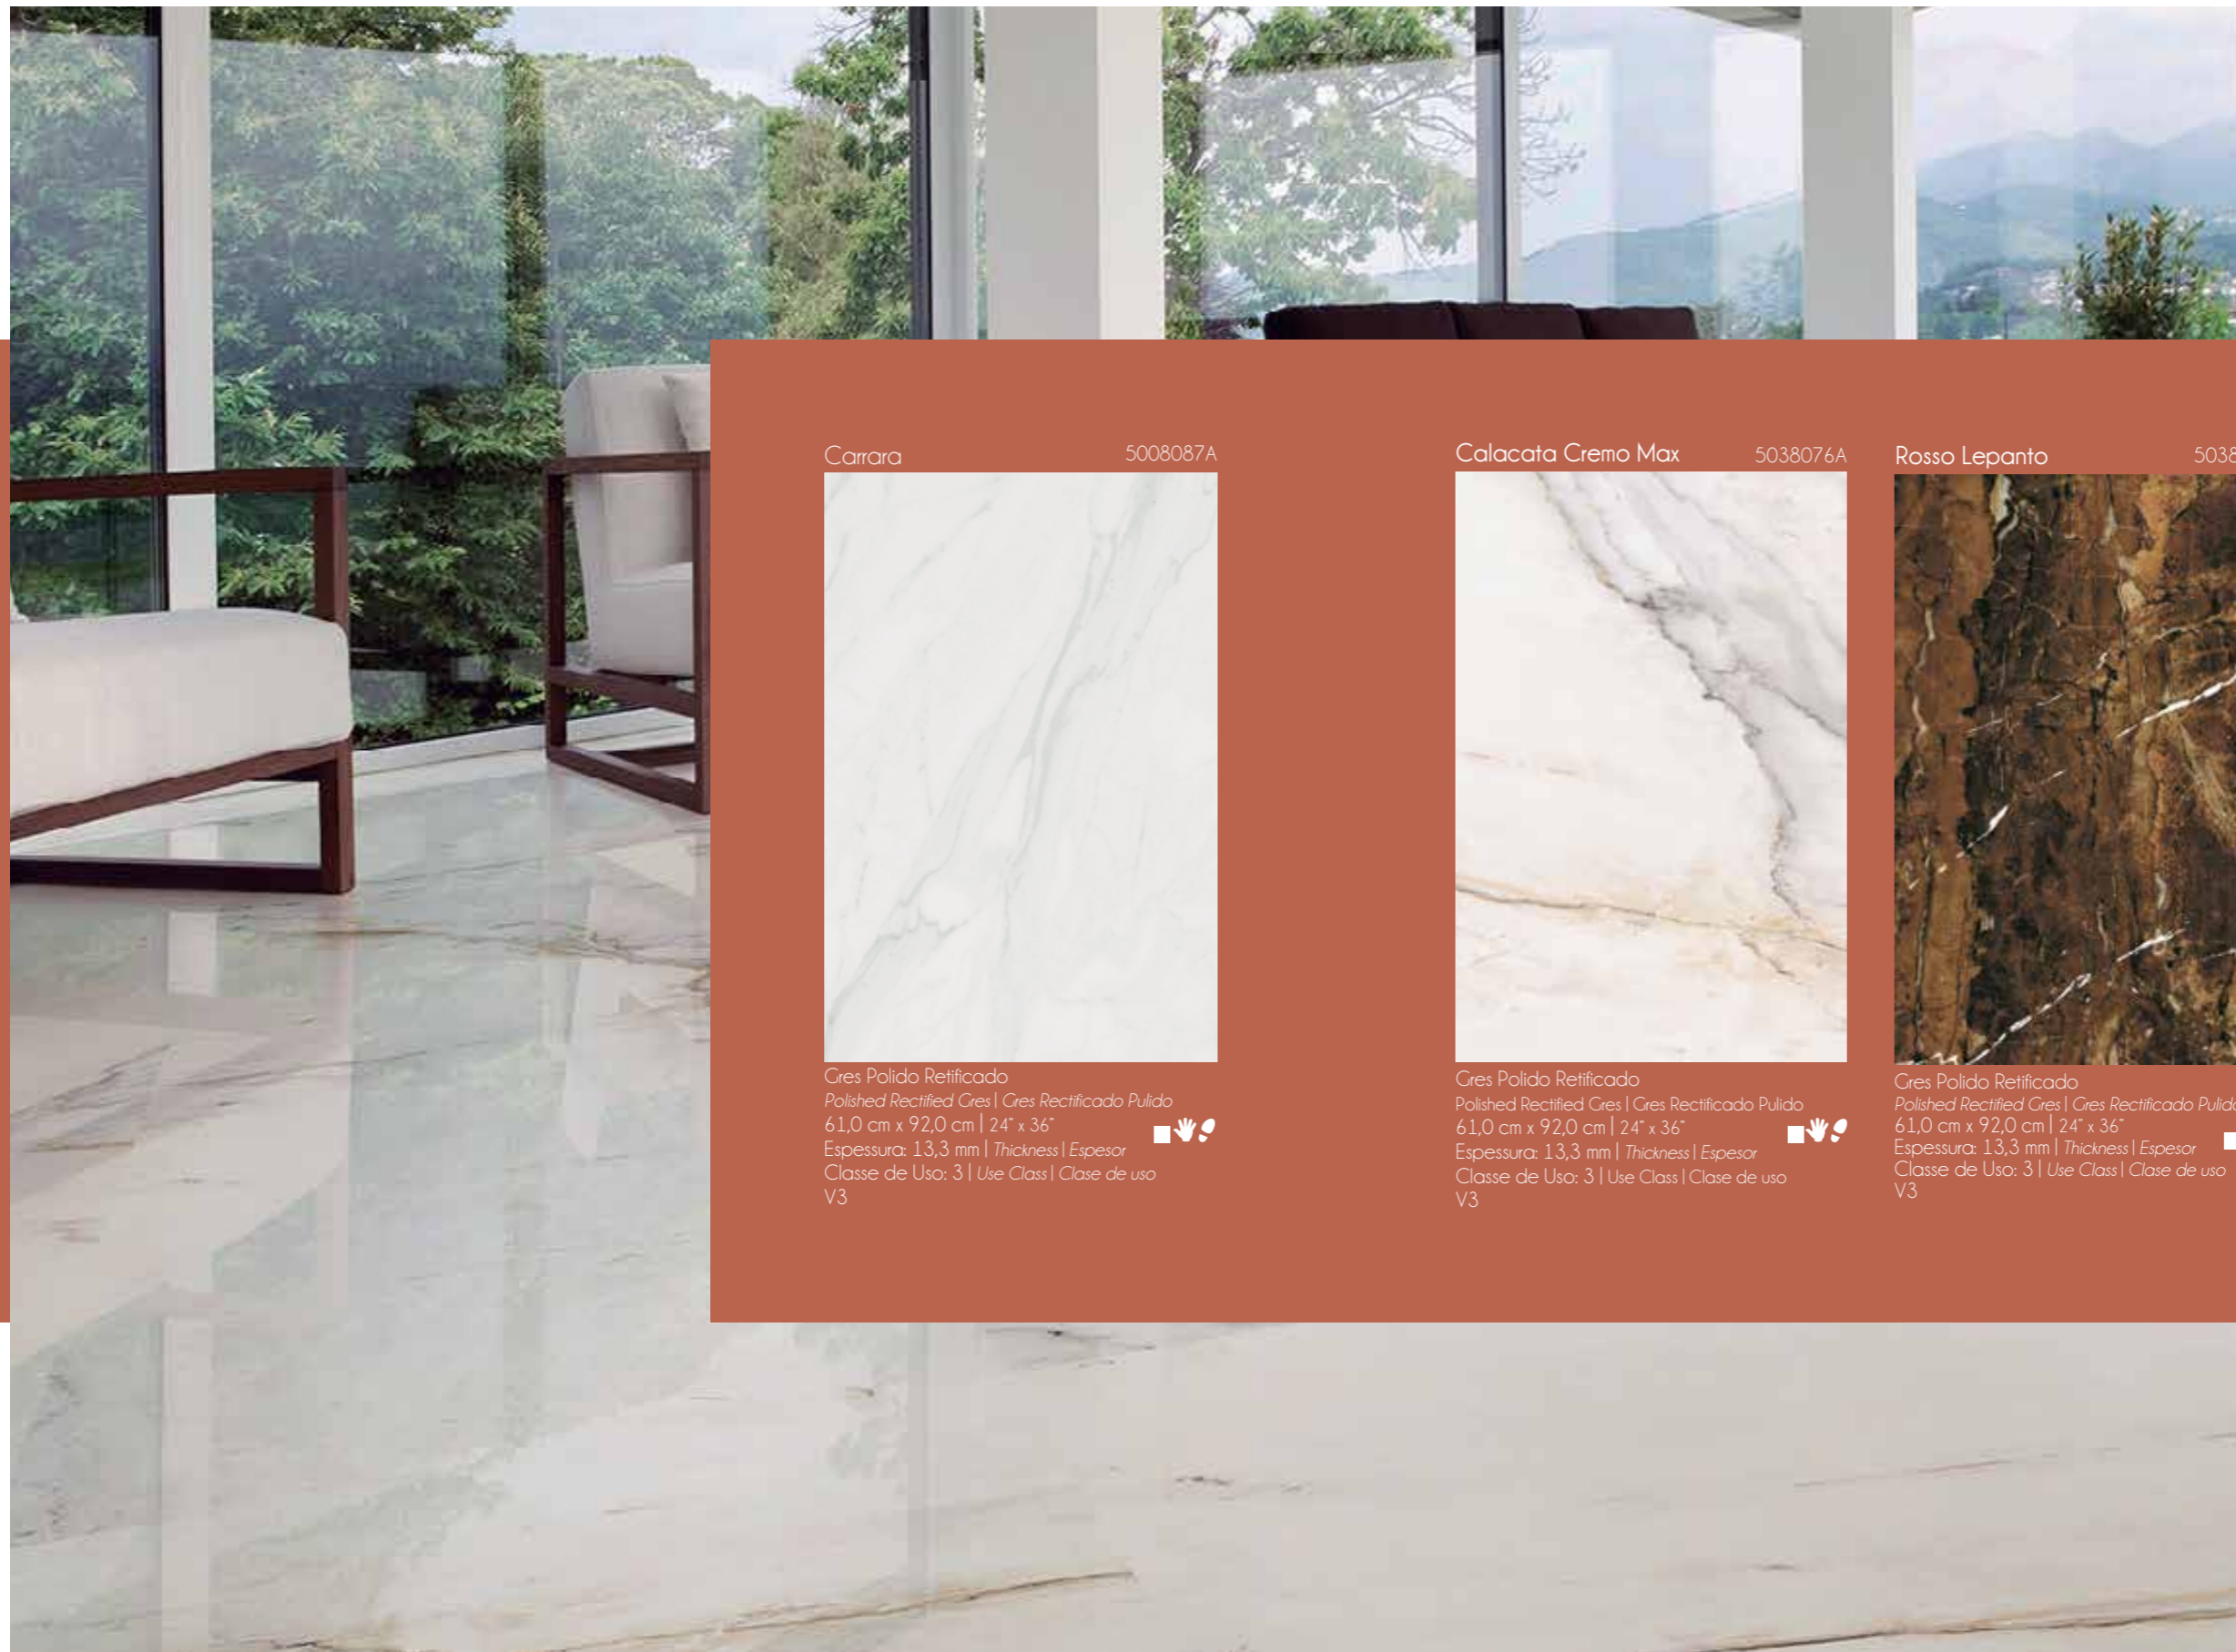 Carrara 5008087A
Gres Polido Retificado
Polished Rectified Gres | Gres Rectificado Pulido
61,0 cm x 92,0 cm | 24" x 36"
Espessura: 13,3 mm | Thickness | Espesor
Classe de Uso: 3 | Use Class | Clase de uso
V3
Calacata Cremo Max 5038076A
Gres Polido Retificado
Polished Rectified Gres | Gres Rectificado Pulido
61,0 cm x 92,0 cm | 24" x 36"
Espessura: 13,3 mm | Thickness | Espesor
Classe de Uso: 3 | Use Class | Clase de uso
V3
Rosso Lepanto
Gres Polido Retificado
Polished Rectified Gres | Gres Rectificado
61,0 cm x 92,0 cm | 24" x 36"
Espessura: 13,3 mm | Thickness | Espesor
Classe de Uso: 3 | Use Class | Clase de uso
V3